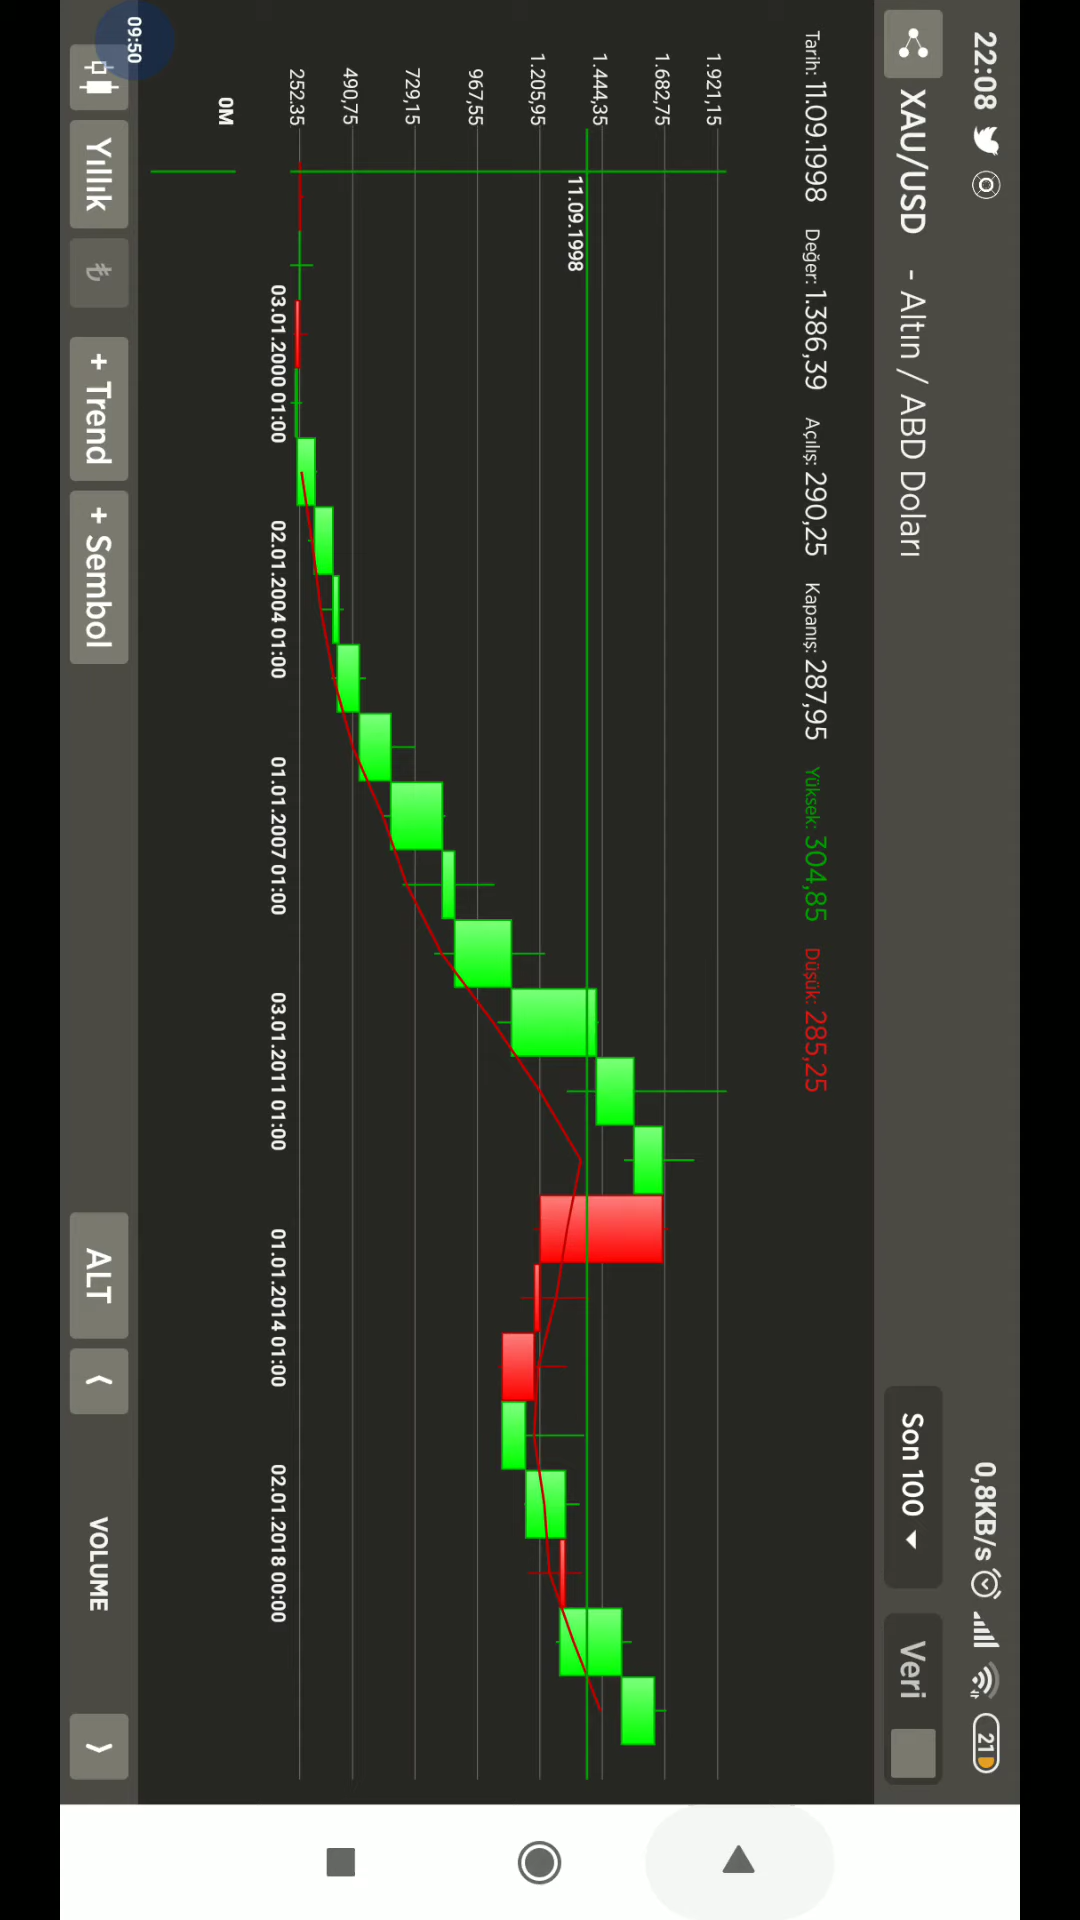 22:08 0,8KB/s 21
XAU/USD - Altın / ABD Doları Son 100 Veri
Tarih: 11.09.1998 Değer: 1.386,39 Açılış: 290,25 Kapanış: 287,95 Yüksek: 304,85 Düşük: 285,25
1.921,15
1.682,75
1.444,35
11.09.1998
1.205,95
967,55
729,15
490,75
252.35
03.01.2000 01:00 02.01.2004 01:00 01.01.2007 01:00 03.01.2011 01:00 01.01.2014 01:00 02.01.2018 00:00
0M
09:50
Yıllık ₺ + Trend + Sembol ALT VOLUME